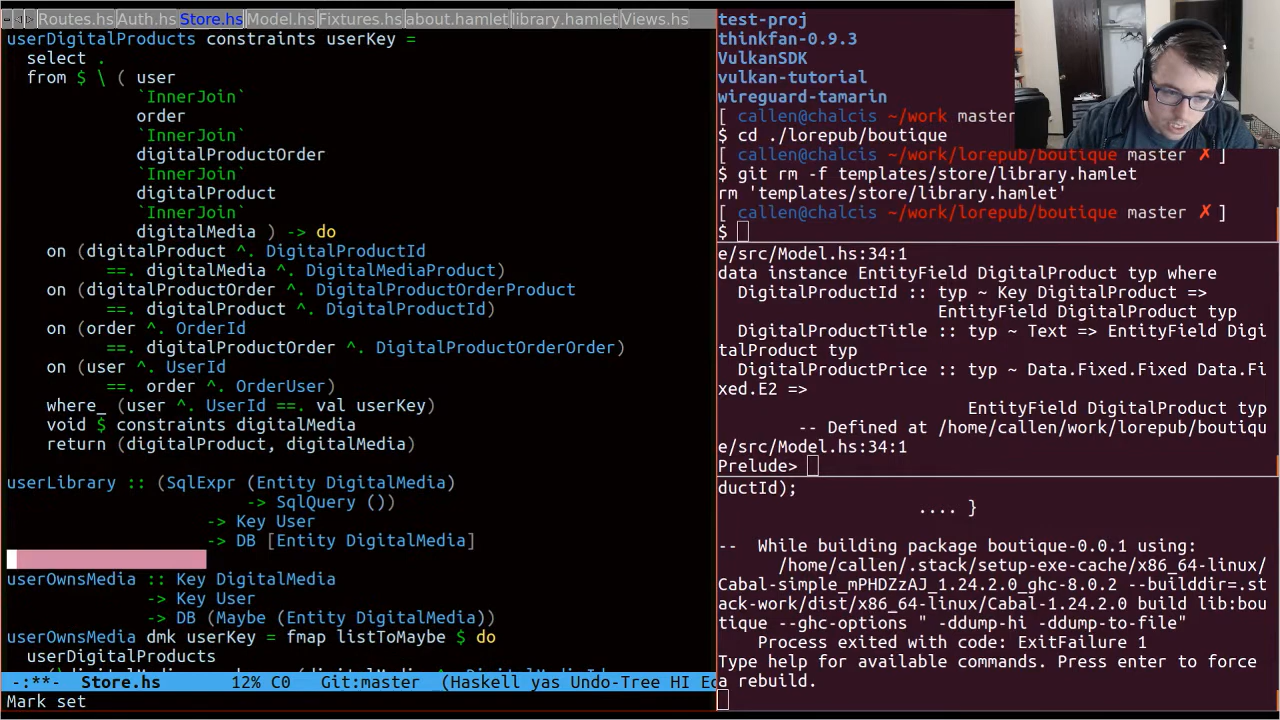 Routes.hs Auth.hs Store.hs Model.hs Fixtures.hs about.hamlet library.hamlet Views.hs
userDigitalProducts constraints userKey =
  select .
  from $ \ ( user
             `InnerJoin`
             order
             `InnerJoin`
             digitalProductOrder
             `InnerJoin`
             digitalProduct
             `InnerJoin`
             digitalMedia ) -> do
    on (digitalProduct ^. DigitalProductId
          ==. digitalMedia ^. DigitalMediaProduct)
    on (digitalProductOrder ^. DigitalProductOrderProduct
          ==. digitalProduct ^. DigitalProductId)
    on (order ^. OrderId
          ==. digitalProductOrder ^. DigitalProductOrderOrder)
    on (user ^. UserId
          ==. order ^. OrderUser)
    where_ (user ^. UserId ==. val userKey)
    void $ constraints digitalMedia
    return (digitalProduct, digitalMedia)
userLibrary :: (SqlExpr (Entity DigitalMedia)
                        -> SqlQuery ())
                    -> Key User
                    -> DB [Entity DigitalMedia]
userOwnsMedia :: Key DigitalMedia
              -> Key User
              -> DB (Maybe (Entity DigitalMedia))
userOwnsMedia dmk userKey = fmap listToMaybe $ do
  userDigitalProducts
-:**-  Store.hs       12% C0   Git:master  (Haskell yas Undo-Tree HI Ec
Mark set
test-proj
thinkfan-0.9.3
VulkanSDK
vulkan-tutorial
wireguard-tamarin
[ callen@chalcis ~/work master
$ cd ./lorepub/boutique
[ callen@chalcis ~/work/lorepub/boutique master ✗ ]
$ git rm -f templates/store/library.hamlet
rm 'templates/store/library.hamlet'
[ callen@chalcis ~/work/lorepub/boutique master ✗ ]
$
e/src/Model.hs:34:1
data instance EntityField DigitalProduct typ where
  DigitalProductId :: typ ~ Key DigitalProduct =>
                      EntityField DigitalProduct typ
  DigitalProductTitle :: typ ~ Text => EntityField Digi
talProduct typ
  DigitalProductPrice :: typ ~ Data.Fixed.Fixed Data.Fi
xed.E2 =>
                         EntityField DigitalProduct typ
        -- Defined at /home/callen/work/lorepub/boutiqu
e/src/Model.hs:34:1
Prelude>
ductId);
                    .... }
--  While building package boutique-0.0.1 using:
      /home/callen/.stack/setup-exe-cache/x86_64-linux/
Cabal-simple_mPHDZzAJ_1.24.2.0_ghc-8.0.2 --builddir=.st
ack-work/dist/x86_64-linux/Cabal-1.24.2.0 build lib:bou
tique --ghc-options " -ddump-hi -ddump-to-file"
    Process exited with code: ExitFailure 1
Type help for available commands. Press enter to force
a rebuild.